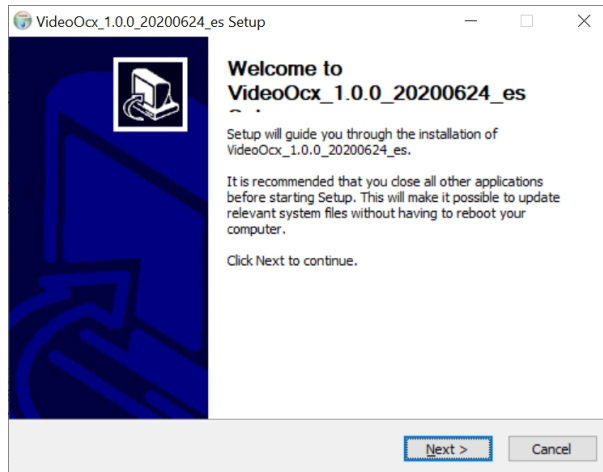 VideoOcx_1.0.0_20200624_es Setup
Welcome to
VideoOcx_1.0.0_20200624_es
Setup will guide you through the installation of
VideoOcx_1.0.0_20200624_es.
It is recommended that you close all other applications
before starting Setup. This will make it possible to update
relevant system files without having to reboot your
computer.
Click Next to continue.
Next >
Cancel